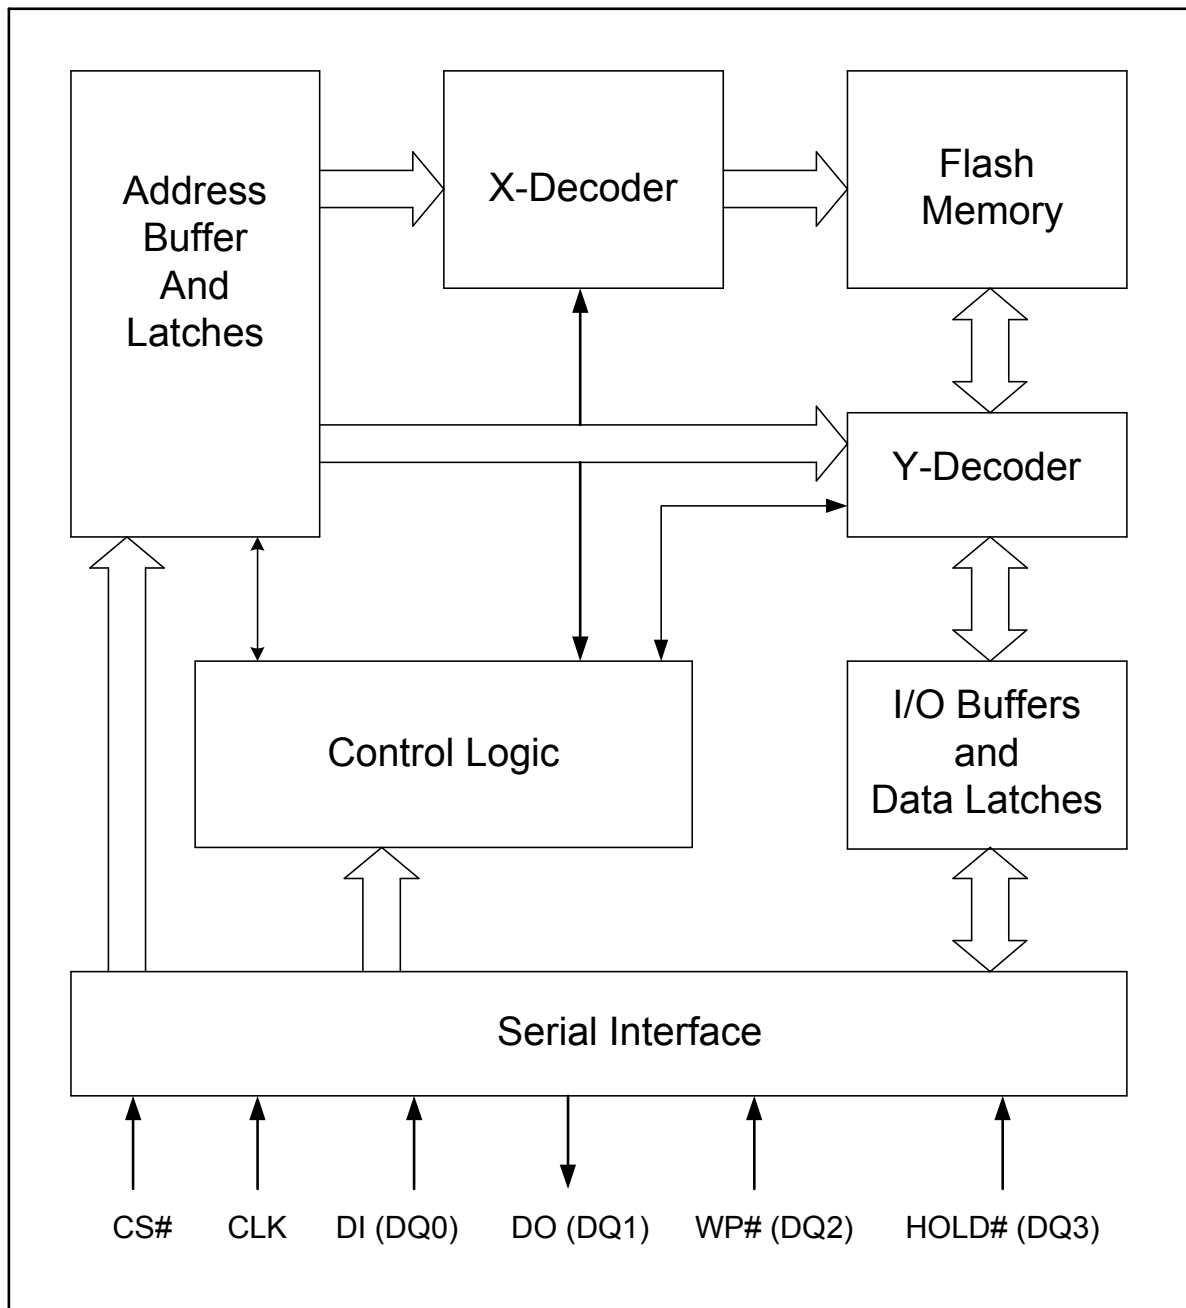 Address
Buffer
And
Latches
X-Decoder
Flash
Memory
Y-Decoder
Control Logic
I/O Buffers
and
Data Latches
Serial Interface
CS#
CLK
DI (DQ0)
DO (DQ1)
WP# (DQ2)
HOLD# (DQ3)